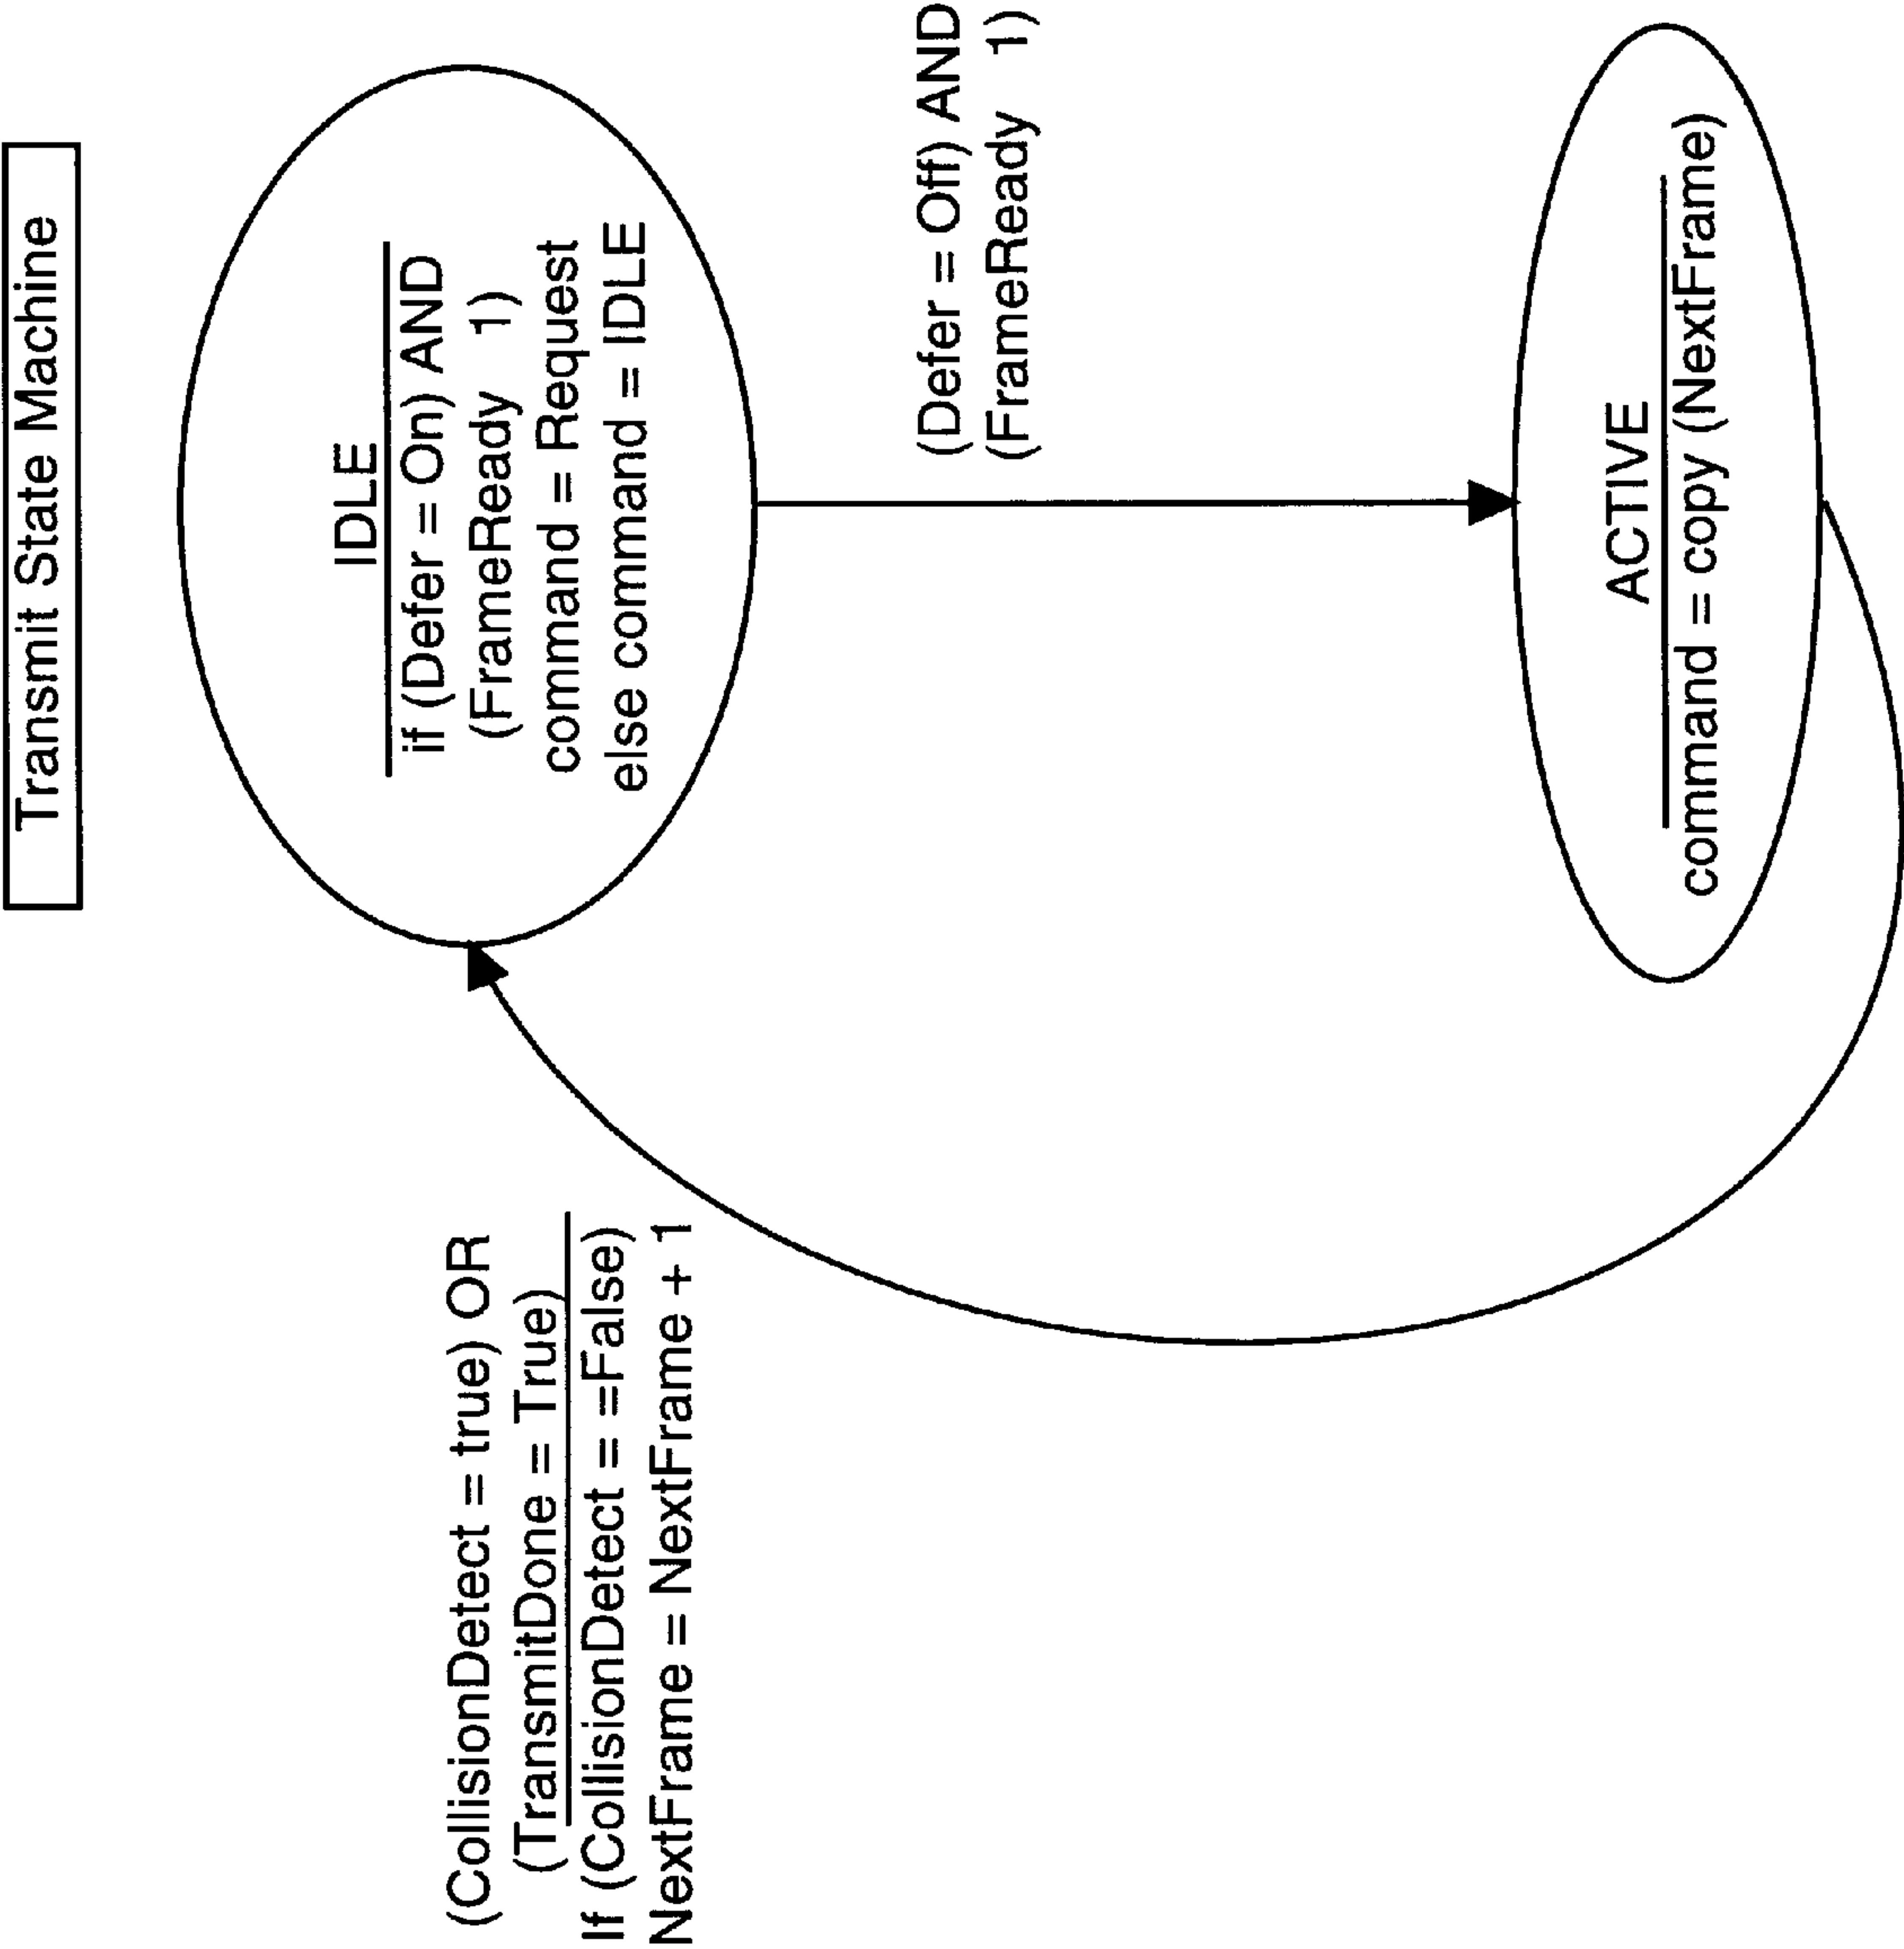 Transmit State Machine
IDLE
if (Defer = On) AND
(FrameReady 1)
command = Request
else command = IDLE
(Defer = Off) AND
(FrameReady 1)
ACTIVE
command = copy (NextFrame)
(CollisionDetect = true) OR
(TransmitDone = True)
If (CollisionDetect = =False)
NextFrame = NextFrame + 1